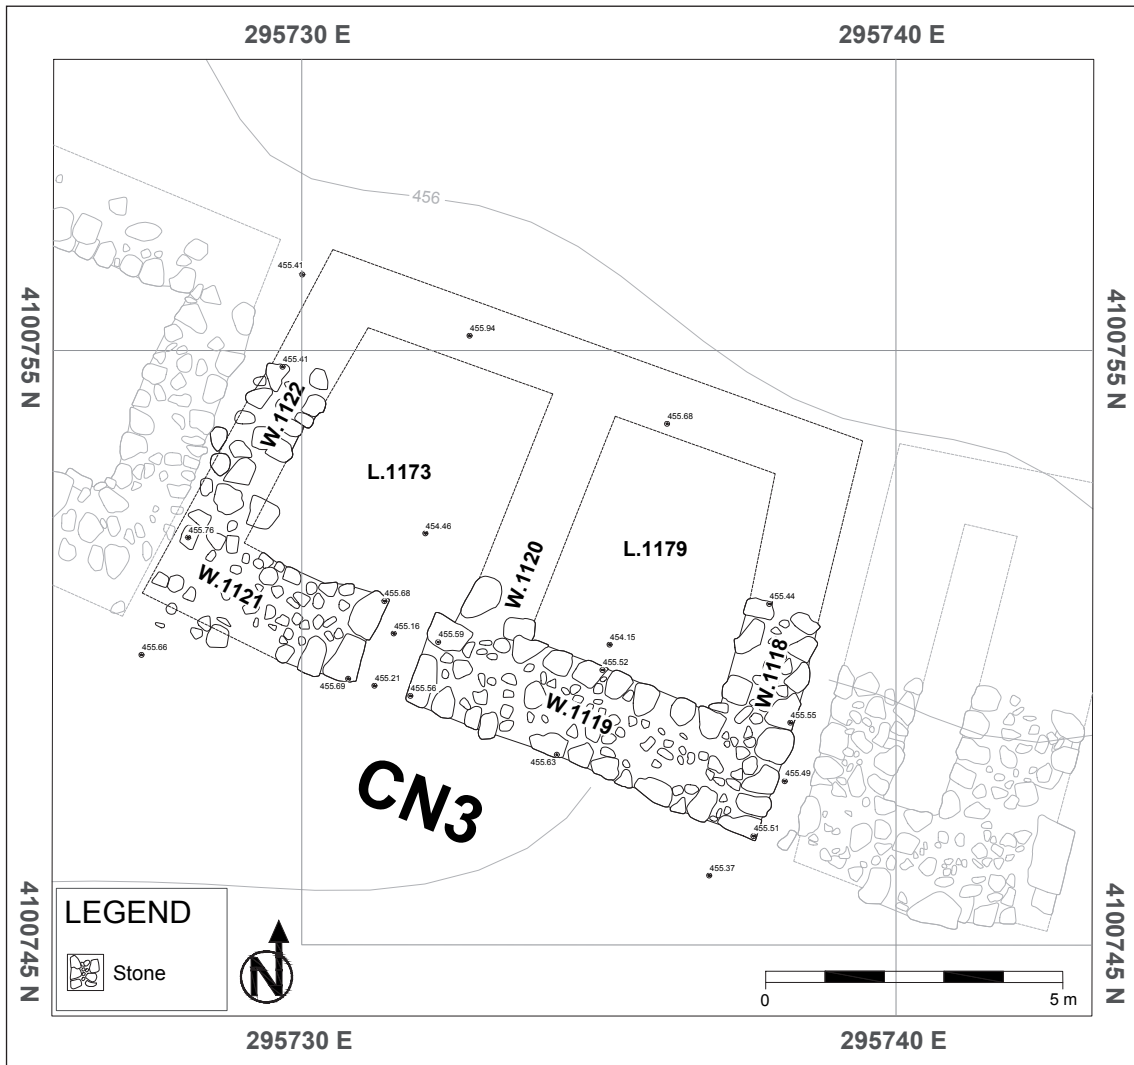 295730 E
295740 E
456
455.41
4100755 N
4100755 N
455.94
455.41
W.1122
455.68
L.1173
454.46
455.76
L.1179
W.1120
W.1121
455.68
455.44
455.16
455.59
454.15
455.66
455.52
W.1118
455.69
455.21
455.56
W.1119
455.55
455.63
455.49
CN3
455.51
455.37
4100745 N
4100745 N
LEGEND
Stone
N
0
5 m
295730 E
295740 E